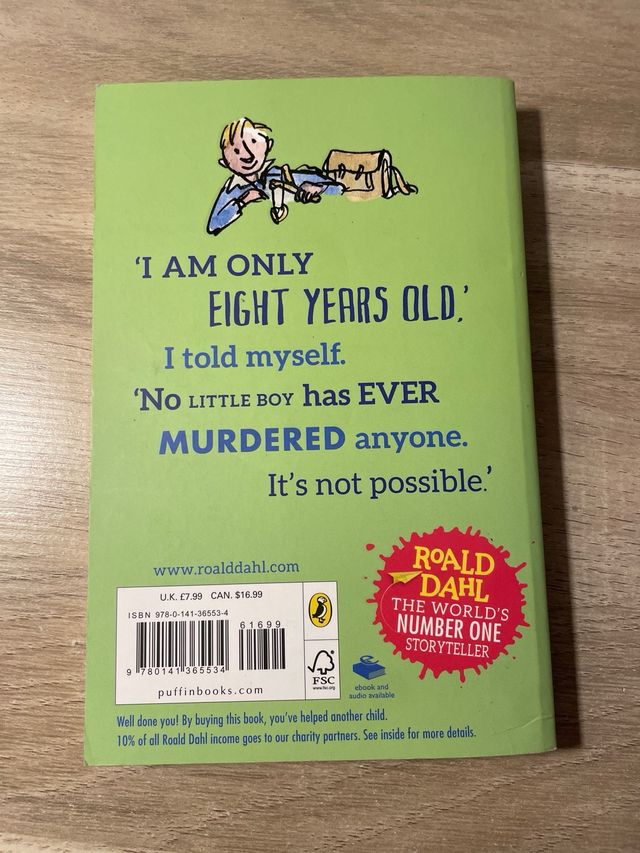 ‘I AM ONLY
EIGHT YEARS OLD,’
I told myself.
‘No LITTLE BOY has EVER
MURDERED anyone.
It’s not possible.’
www.roalddahl.com
U.K. £7.99 CAN. $16.99
ISBN 978-0-141-36553-4
61699
9 780141 365534
puffinbooks.com
FSC
www.fsc.org
ebook and
audio available
ROALD
DAHL
THE WORLD’S
NUMBER ONE
STORYTELLER
Well done you! By buying this book, you’ve helped another child.
10% of all Roald Dahl income goes to our charity partners. See inside for more details.